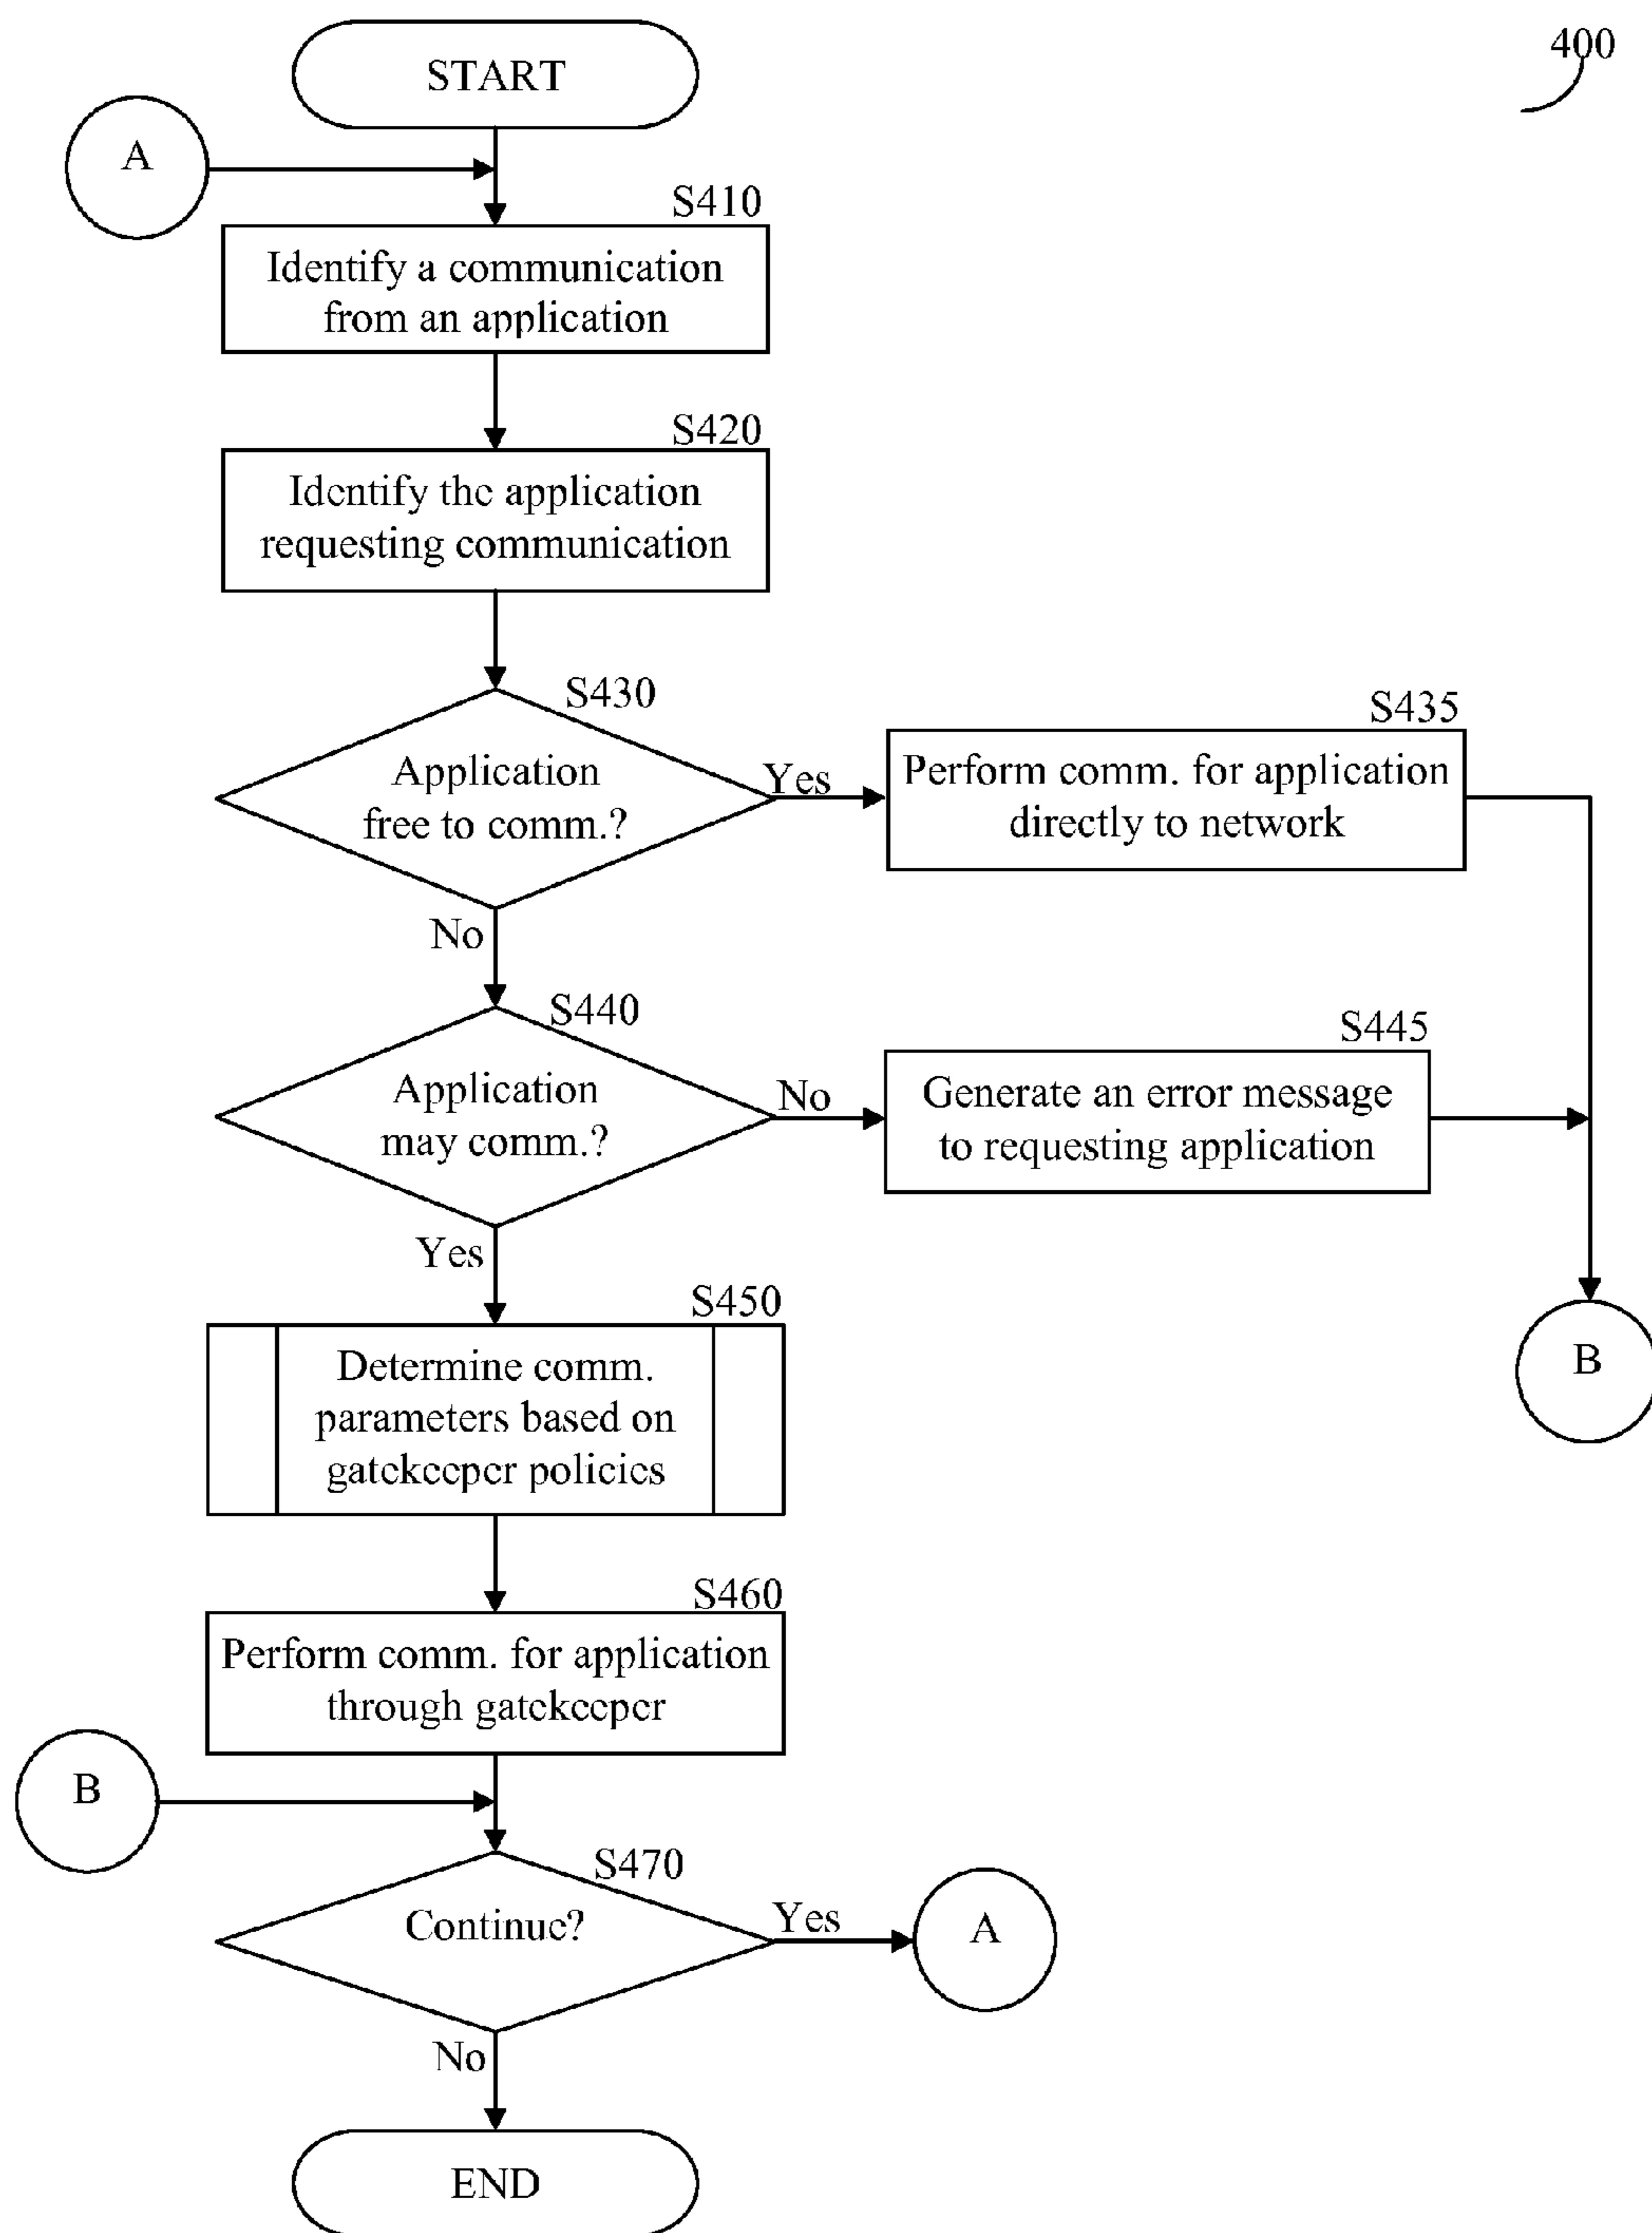 400
START
A
S410
Identify a communication
from an application
S420
Identify the application
requesting communication
S430
Application
free to comm.?
Yes
S435
Perform comm. for application
directly to network
No
S440
Application
may comm.?
No
S445
Generate an error message
to requesting application
Yes
B
S450
Determine comm.
parameters based on
gatekeeper policies
S460
Perform comm. for application
through gatekeeper
B
S470
Continue?
Yes
A
No
END